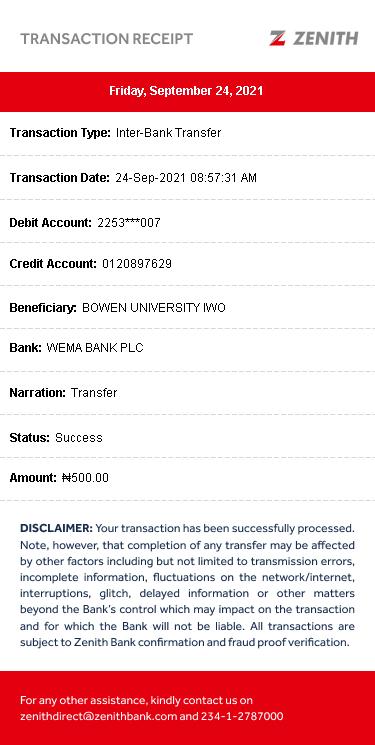 TRANSACTION RECEIPT
ZENITH
Friday, September 24, 2021
Transaction Type: Inter-Bank Transfer
Transaction Date: 24-Sep-2021 08:57:31 AM
Debit Account: 2253***007
Credit Account: 0120897629
Beneficiary: BOWEN UNIVERSITY IWO
Bank: WEMA BANK PLC
Narration: Transfer
Status: Success
Amount: ₦500.00
DISCLAIMER: Your transaction has been successfully processed.
Note, however, that completion of any transfer may be affected
by other factors including but not limited to transmission errors,
incomplete information, fluctuations on the network/internet,
interruptions, glitch, delayed information or other matters
beyond the Bank's control which may impact on the transaction
and for which the Bank will not be liable. All transactions are
subject to Zenith Bank confirmation and fraud proof verification.
For any other assistance, kindly contact us on
zenithdirect@zenithbank.com and 234-1-2787000